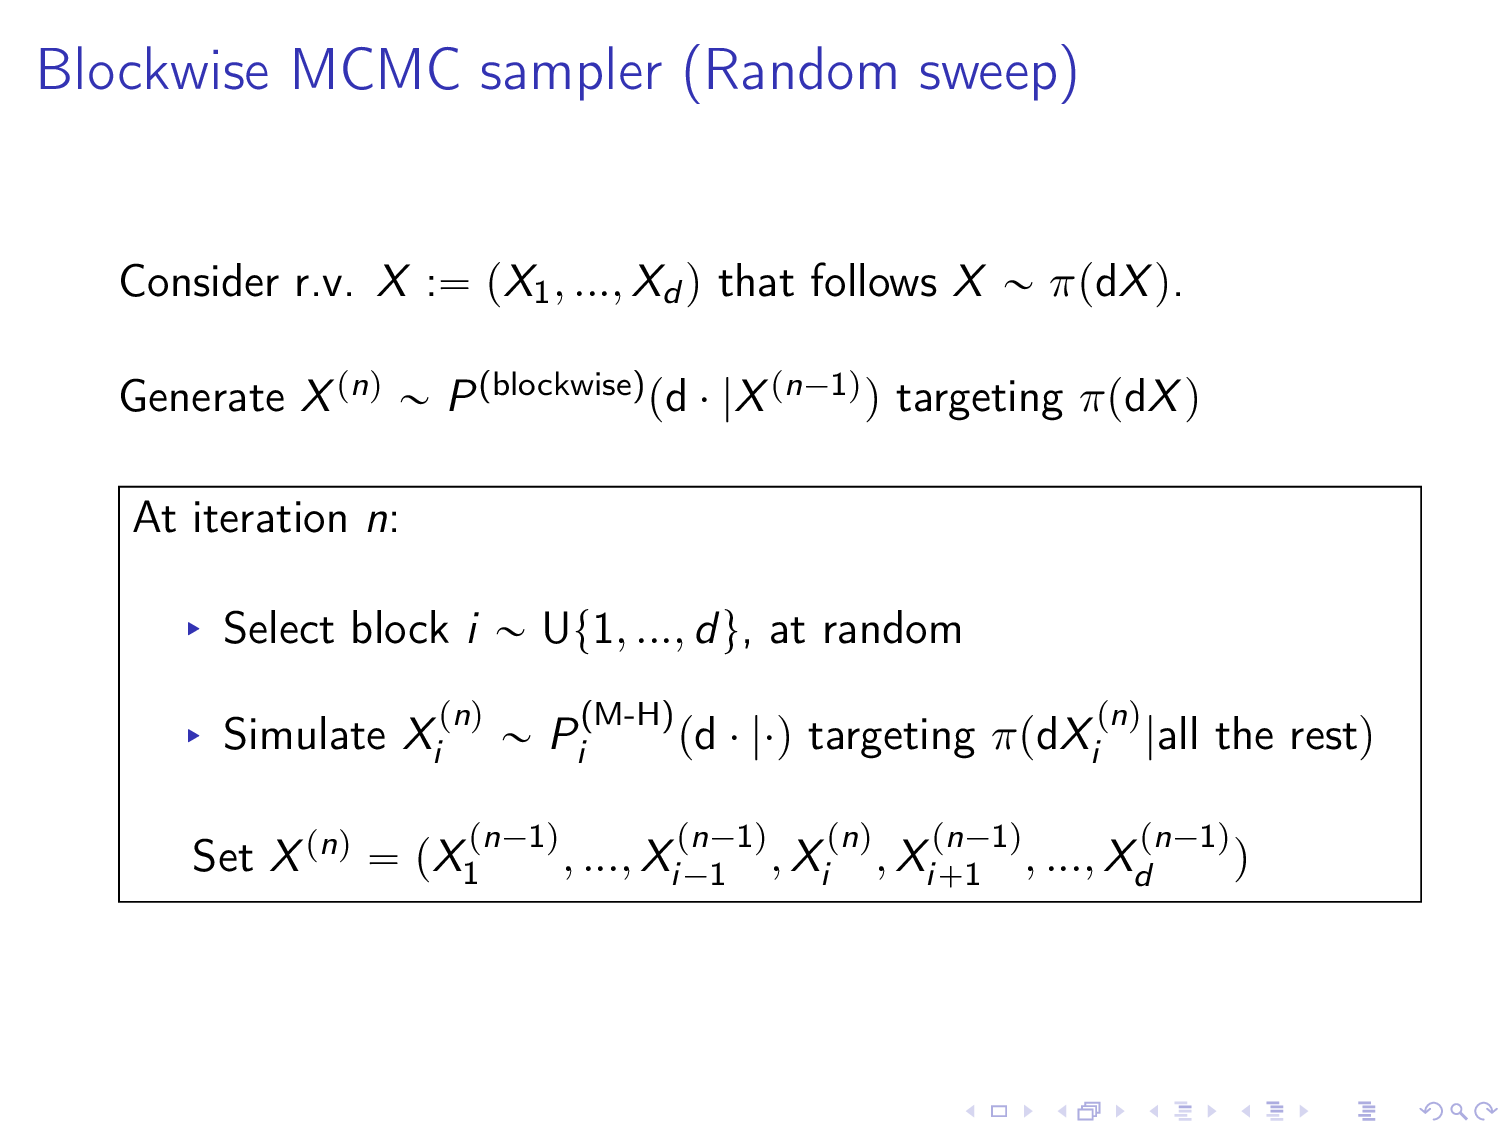 Blockwise MCMC sampler (Random sweep)
Consider r.v. $X := (X_1, ..., X_d)$ that follows $X \sim \pi(\mathrm{d}X)$.
Generate $X^{(n)} \sim P^{(\text{blockwise})}(\mathrm{d} \cdot | X^{(n-1)})$ targeting $\pi(\mathrm{d}X)$
At iteration $n$:
▸ Select block $i \sim \mathrm{U}\{1, ..., d\}$, at random
▸ Simulate $X_i^{(n)} \sim P_i^{(\text{M-H})}(\mathrm{d} \cdot | \cdot)$ targeting $\pi(\mathrm{d}X_i^{(n)} | \text{all the rest})$
Set $X^{(n)} = (X_1^{(n-1)}, ..., X_{i-1}^{(n-1)}, X_i^{(n)}, X_{i+1}^{(n-1)}, ..., X_d^{(n-1)})$